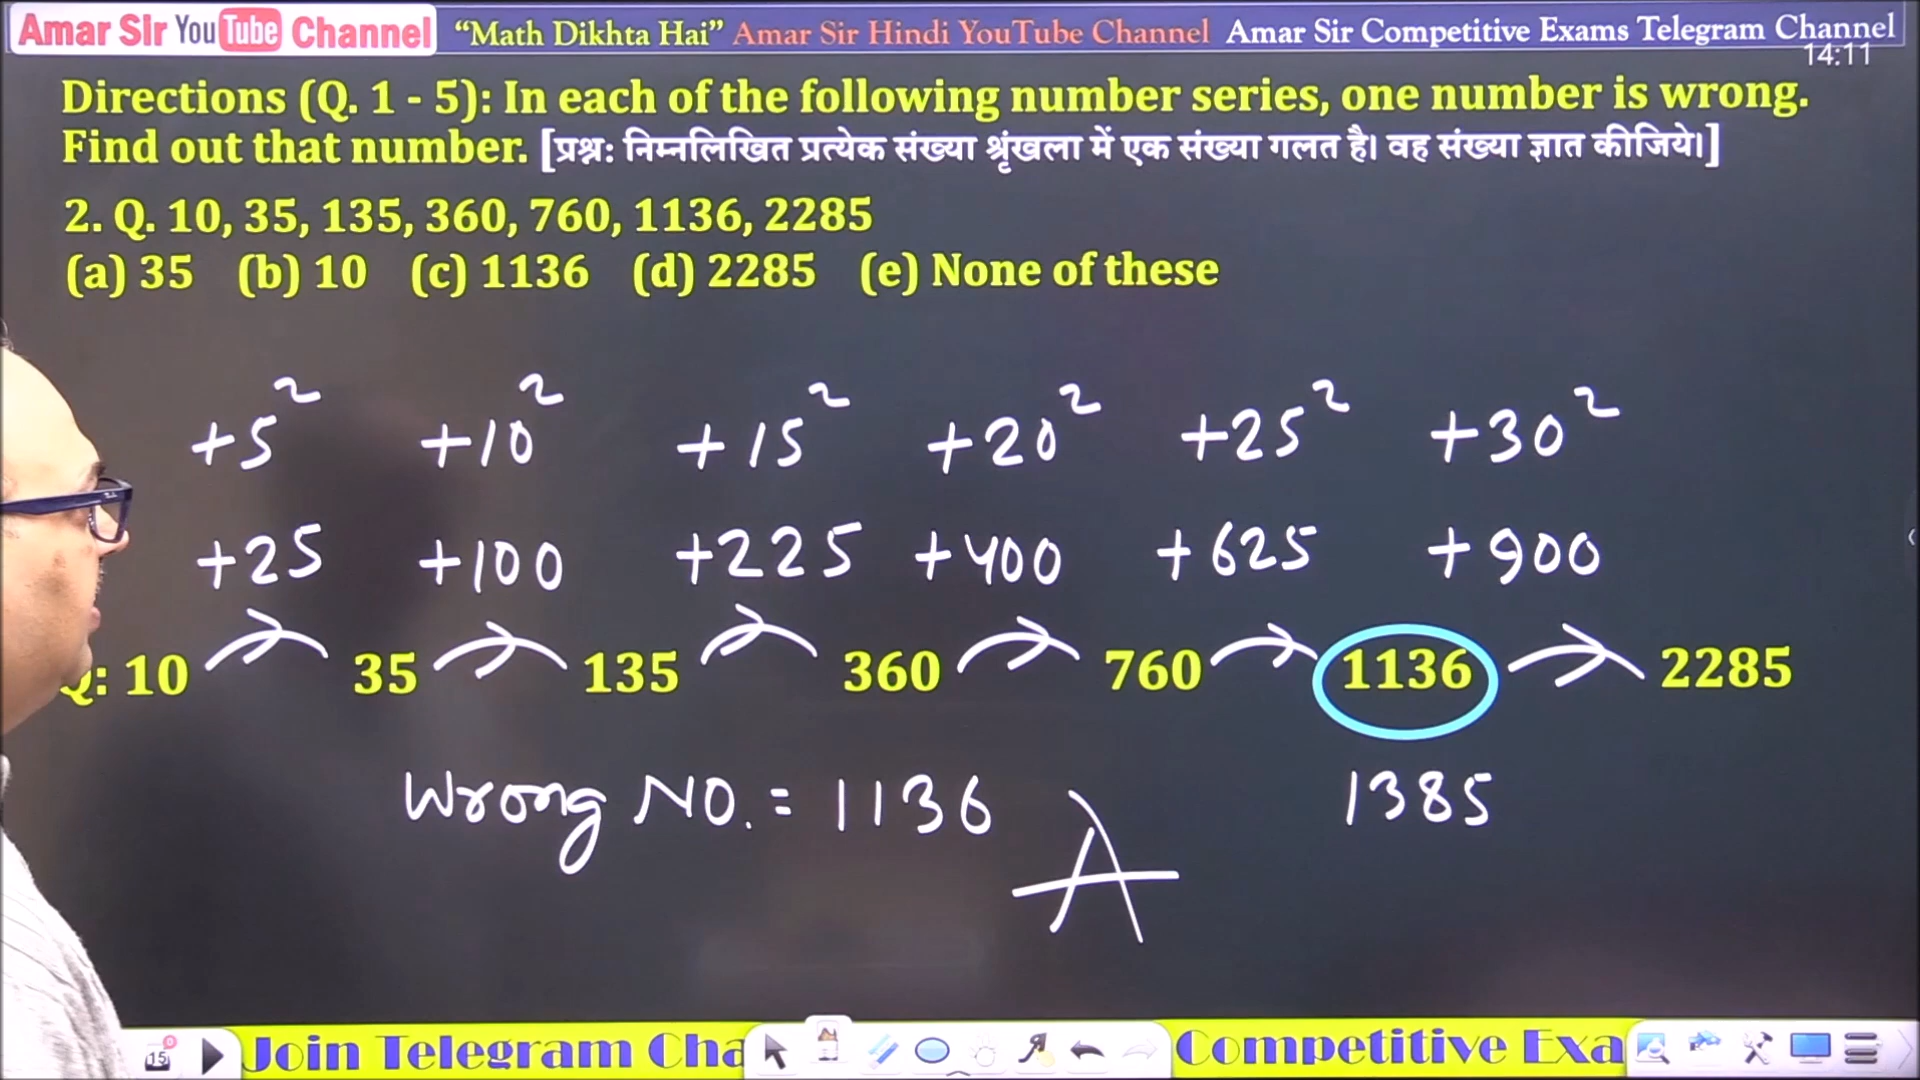 Amar SIr YouTube Channel "Math Dikhta Hai" Amar Sir Hindi YouTube Channel Amar Sir Competitive Exams Telegram Channel
14:11
Directions (Q. 1 - 5): In each of the following number series, one number is wrong.
Find out that number. [प्रश्न: निम्नलिखित प्रत्येक संख्या श्रृंखला में एक संख्या गलत है। वह संख्या ज्ञात कीजिये।]
2. Q. 10, 35, 135, 360, 760, 1136, 2285
(a) 35 (b) 10 (c) 1136 (d) 2285 (e) None of these
+5² +10² +15² +20² +25² +30²
+25 +100 +225 +400 +625 +900
Q: 10 35 135 360 760 1136 2285
Wrong NO. = 1136 A 1385
15 0 Join Telegram Cha Competitive Exa